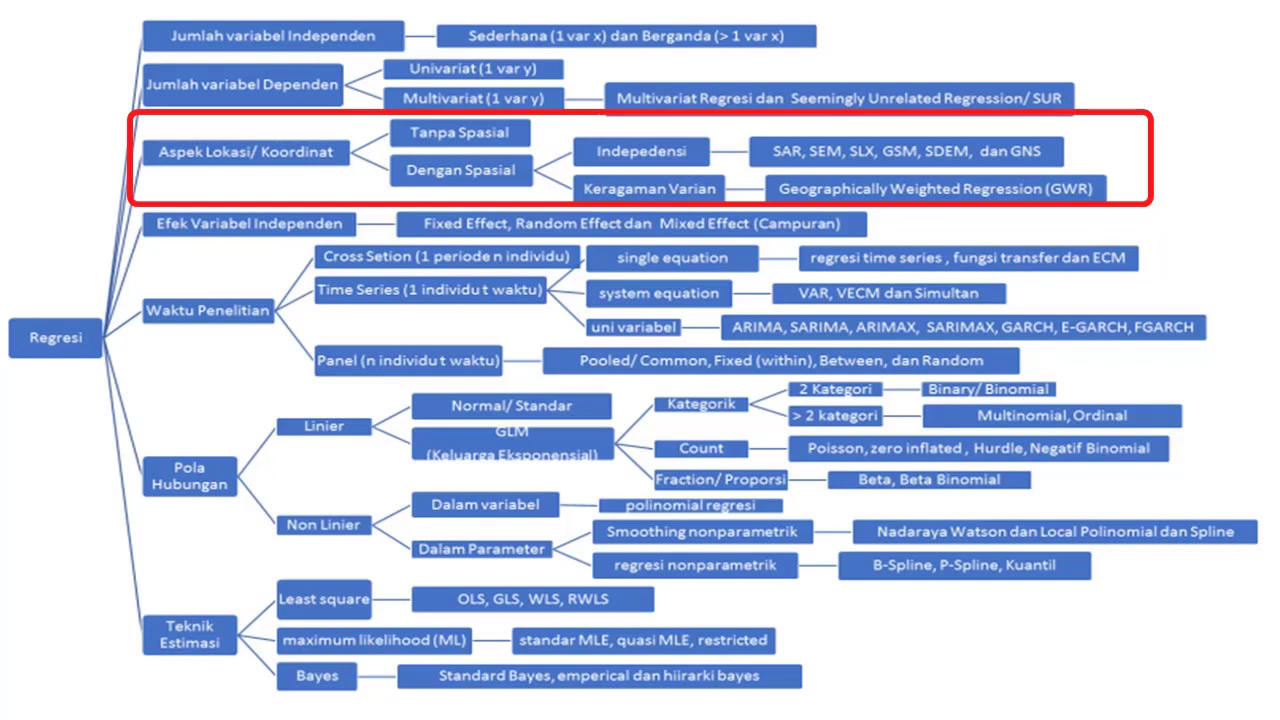 Jumlah variabel Independen
Sederhana (1 var x) dan Berganda (> 1 var x)
Jumlah variabel Dependen
Univariat (1 var y)
Multivariat (1 var y)
Multivariat Regresi dan Seemingly Unrelated Regression/ SUR
Aspek Lokasi/ Koordinat
Tanpa Spasial
Dengan Spasial
Indepedensi
SAR, SEM, SLX, GSM, SDEM, dan GNS
Keragaman Varian
Geographically Weighted Regression (GWR)
Efek Variabel Independen
Fixed Effect, Random Effect dan Mixed Effect (Campuran)
Regresi
Waktu Penelitian
Cross Setion (1 periode n individu)
Time Series (1 individu t waktu)
single equation
regresi time series , fungsi transfer dan ECM
system equation
VAR, VECM dan Simultan
uni variabel
ARIMA, SARIMA, ARIMAX, SARIMAX, GARCH, E-GARCH, FGARCH
Panel (n individu t waktu)
Pooled/ Common, Fixed (within), Between, dan Random
Pola
Hubungan
Linier
Normal/ Standar
GLM
(Keluarga Eksponensial)
Kategorik
2 Kategori
Binary/ Binomial
> 2 kategori
Multinomial, Ordinal
Count
Poisson, zero inflated , Hurdle, Negatif Binomial
Fraction/ Proporsi
Beta, Beta Binomial
Non Linier
Dalam variabel
polinomial regresi
Dalam Parameter
Smoothing nonparametrik
Nadaraya Watson dan Local Polinomial dan Spline
regresi nonparametrik
B-Spline, P-Spline, Kuantil
Teknik
Estimasi
Least square
OLS, GLS, WLS, RWLS
maximum likelihood (ML)
standar MLE, quasi MLE, restricted
Bayes
Standard Bayes, emperical dan hiirarki bayes